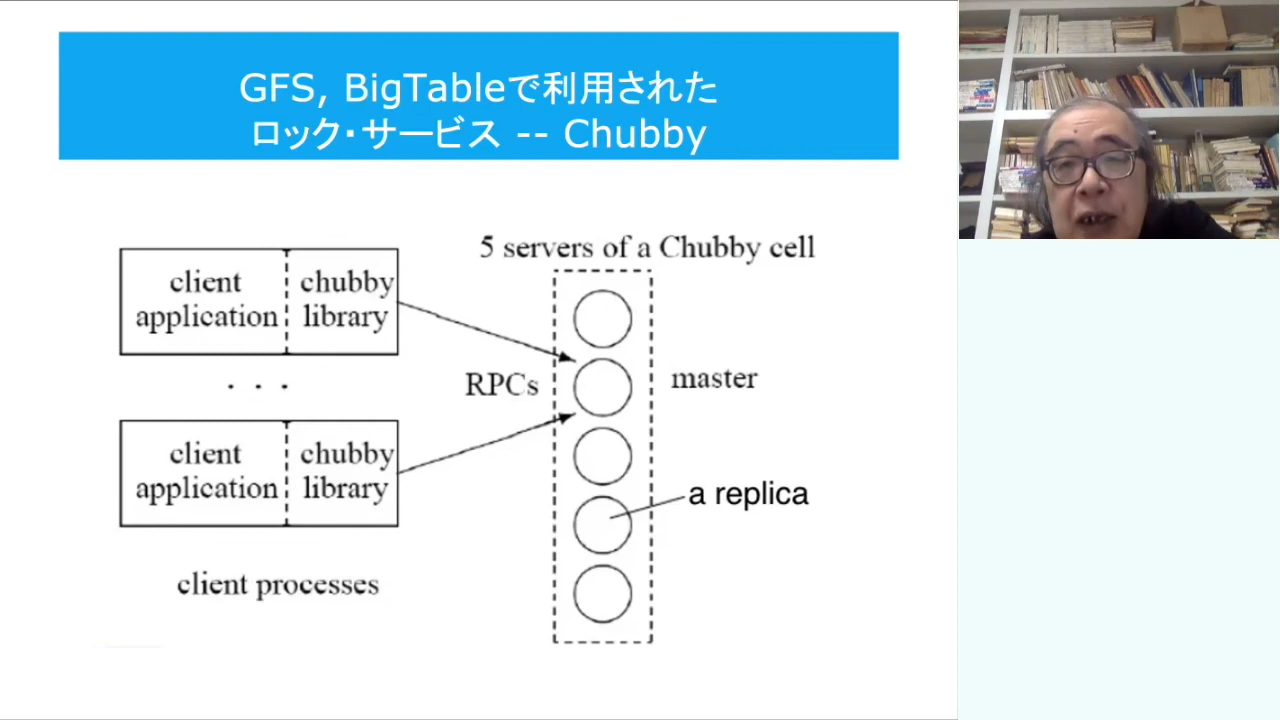 GFS, BigTableで利用された
ロック・サービス -- Chubby
5 servers of a Chubby cell
client
application
chubby
library
RPCs
master
. . .
client
application
chubby
library
a replica
client processes